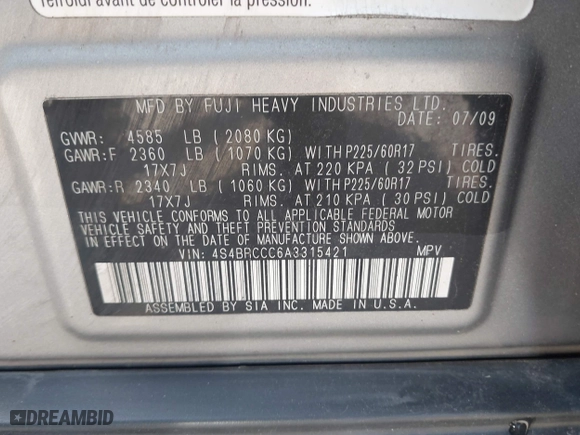 refroidi avant de contrôler la pression.
MFD BY FUJI HEAVY INDUSTRIES LTD.
DATE: 07/09
GVWR: 4585 LB (2080 KG)
GAWR:F 2360 LB (1070 KG) WITH P225/60R17 TIRES.
17X7J RIMS. AT 220 KPA ( 32 PSI) COLD
GAWR:R 2340 LB (1060 KG) WITH P225/60R17 TIRES.
17X7J RIMS. AT 210 KPA ( 30 PSI) COLD
THIS VEHICLE CONFORMS TO ALL APPLICABLE FEDERAL MOTOR
VEHICLE SAFETY AND THEFT PREVENTION STANDARDS
IN EFFECT ON THE DATE OF MANUFACTURE SHOWN ABOVE.
VIN: 4S4BRCCC6A3315421 MPV
ASSEMBLED BY SIA INC. MADE IN U.S.A.
DREAMBID